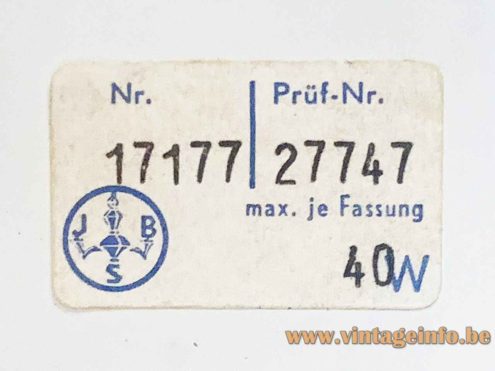 Nr. Prüf-Nr.
17177 27747
max. je Fassung
J B
S
40W
www.vintageinfo.be